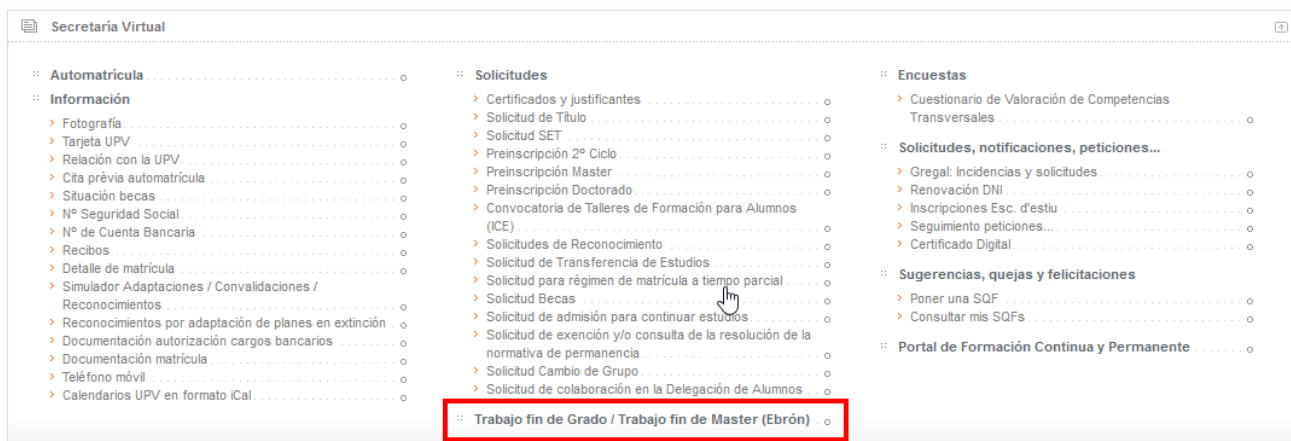 Secretaría Virtual
Automatrícula
Información
Fotografía
Tarjeta UPV
Relación con la UPV
Cita prèvia automatrícula
Situación becas
Nº Seguridad Social
Nº de Cuenta Bancaria
Recibos
Detalle de matrícula
Simulador Adaptaciones / Convalidaciones /
Reconocimientos
Reconocimientos por adaptación de planes en extinción
Documentación autorización cargos bancarios
Documentación matrícula
Teléfono móvil
Calendarios UPV en formato iCal
Solicitudes
Certificados y justificantes
Solicitud de Título
Solicitud SET
Preinscripción 2º Ciclo
Preinscripción Master
Preinscripción Doctorado
Convocatoria de Talleres de Formación para Alumnos
(ICE)
Solicitudes de Reconocimiento
Solicitud de Transferencia de Estudios
Solicitud para régimen de matrícula a tiempo parcial
Solicitud Becas
Solicitud de admisión para continuar estudios
Solicitud de exención y/o consulta de la resolución de la
normativa de permanencia
Solicitud Cambio de Grupo
Solicitud de colaboración en la Delegación de Alumnos
Trabajo fin de Grado / Trabajo fin de Master (Ebrón)
Encuestas
Cuestionario de Valoración de Competencias
Transversales
Solicitudes, notificaciones, peticiones...
Gregal: Incidencias y solicitudes
Renovación DNI
Inscripciones Esc. d'estiu
Seguimiento peticiones...
Certificado Digital
Sugerencias, quejas y felicitaciones
Poner una SQF
Consultar mis SQFs
Portal de Formación Continua y Permanente